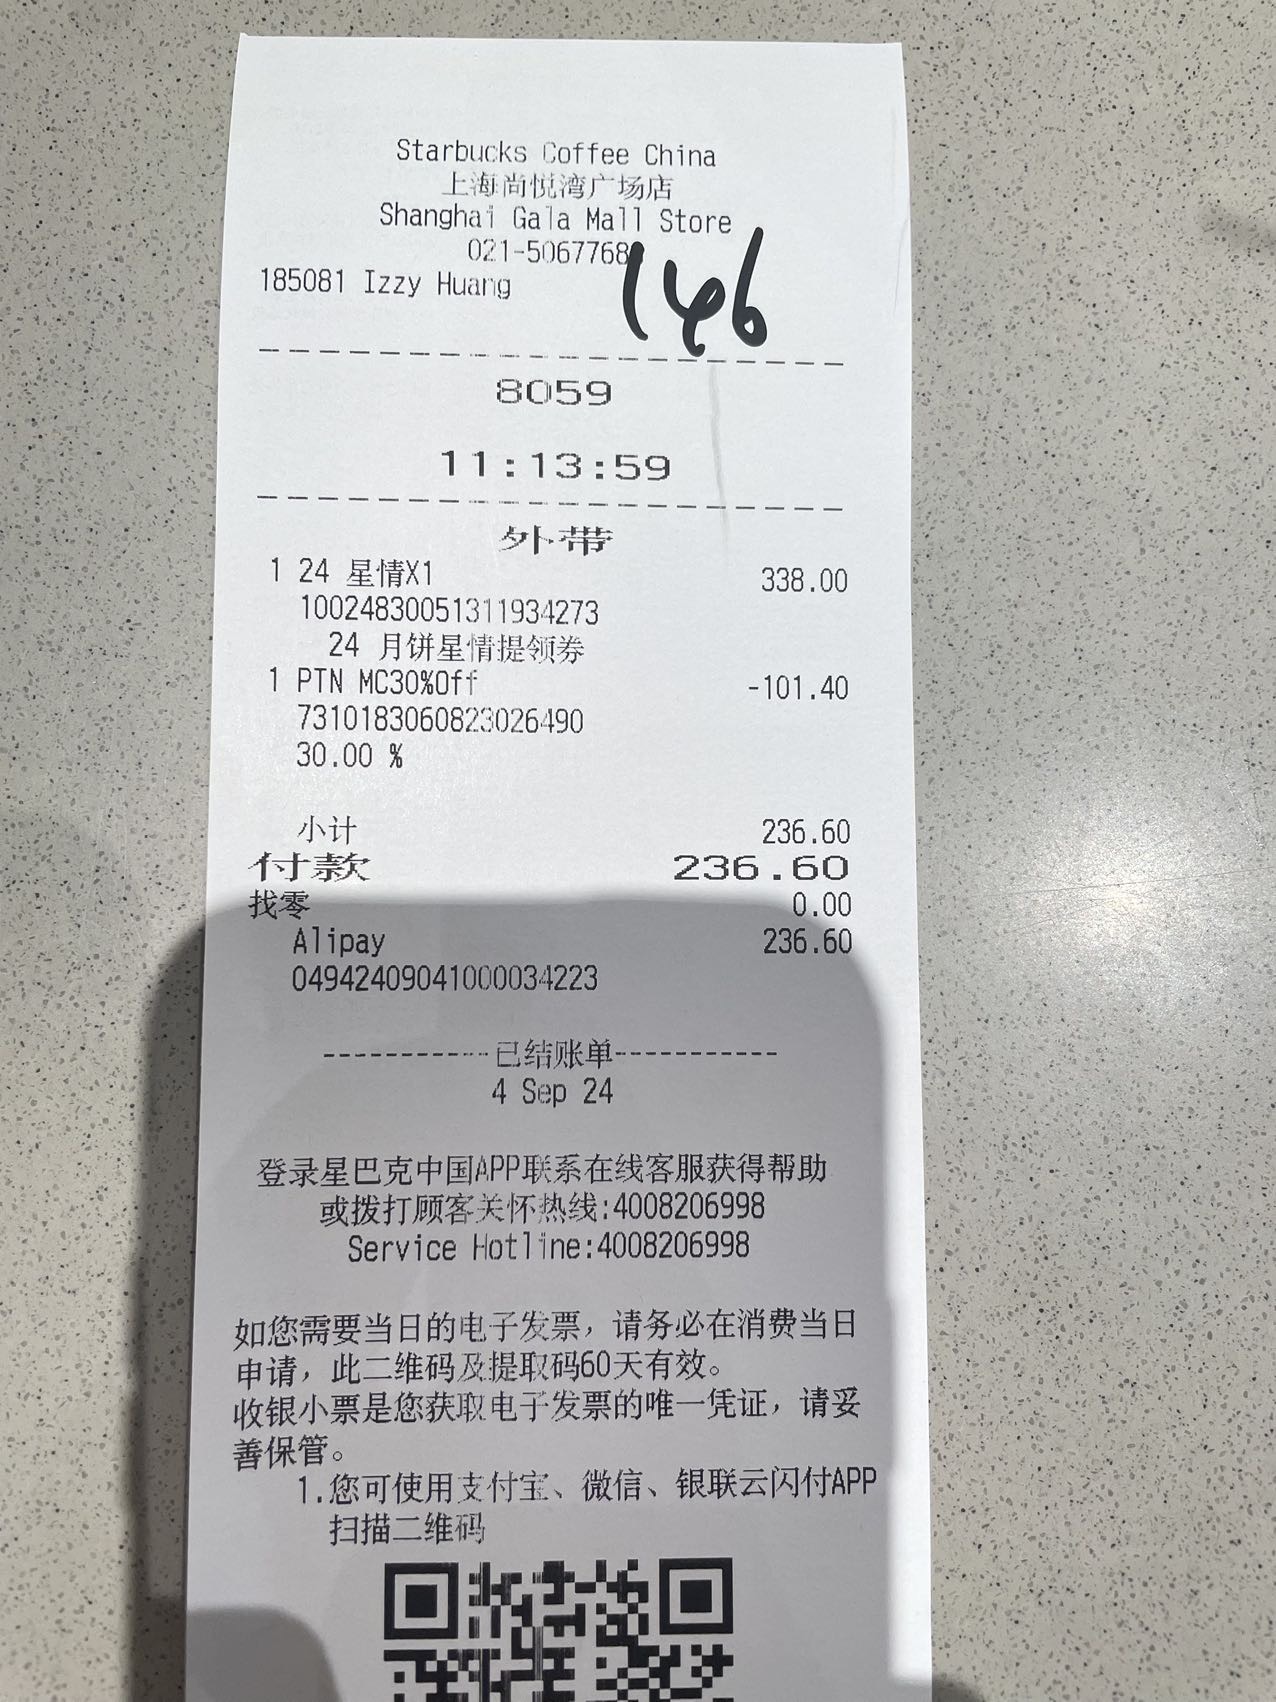 Starbucks Coffee China
上海尚悦湾广场店
Shanghai Gala Mall Store
021-5067768
146
185081 Izzy Huang
8059
11:13:59
外带
1 24 星情X1 338.00
10024830051311934273
24 月饼星情提领券
1 PTN MC30%Off -101.40
7310183060823026490
30.00 %
小计 236.60
付款 236.60
找零 0.00
Alipay 236.60
04942409041000034223
-----------已结账单-----------
4 Sep 24
登录星巴克中国APP联系在线客服获得帮助
或拨打顾客关怀热线:4008206998
Service Hotline:4008206998
如您需要当日的电子发票，请务必在消费当日
申请，此二维码及提取码60天有效。
收银小票是您获取电子发票的唯一凭证，请妥
善保管。
1.您可使用支付宝、微信、银联云闪付APP
扫描二维码